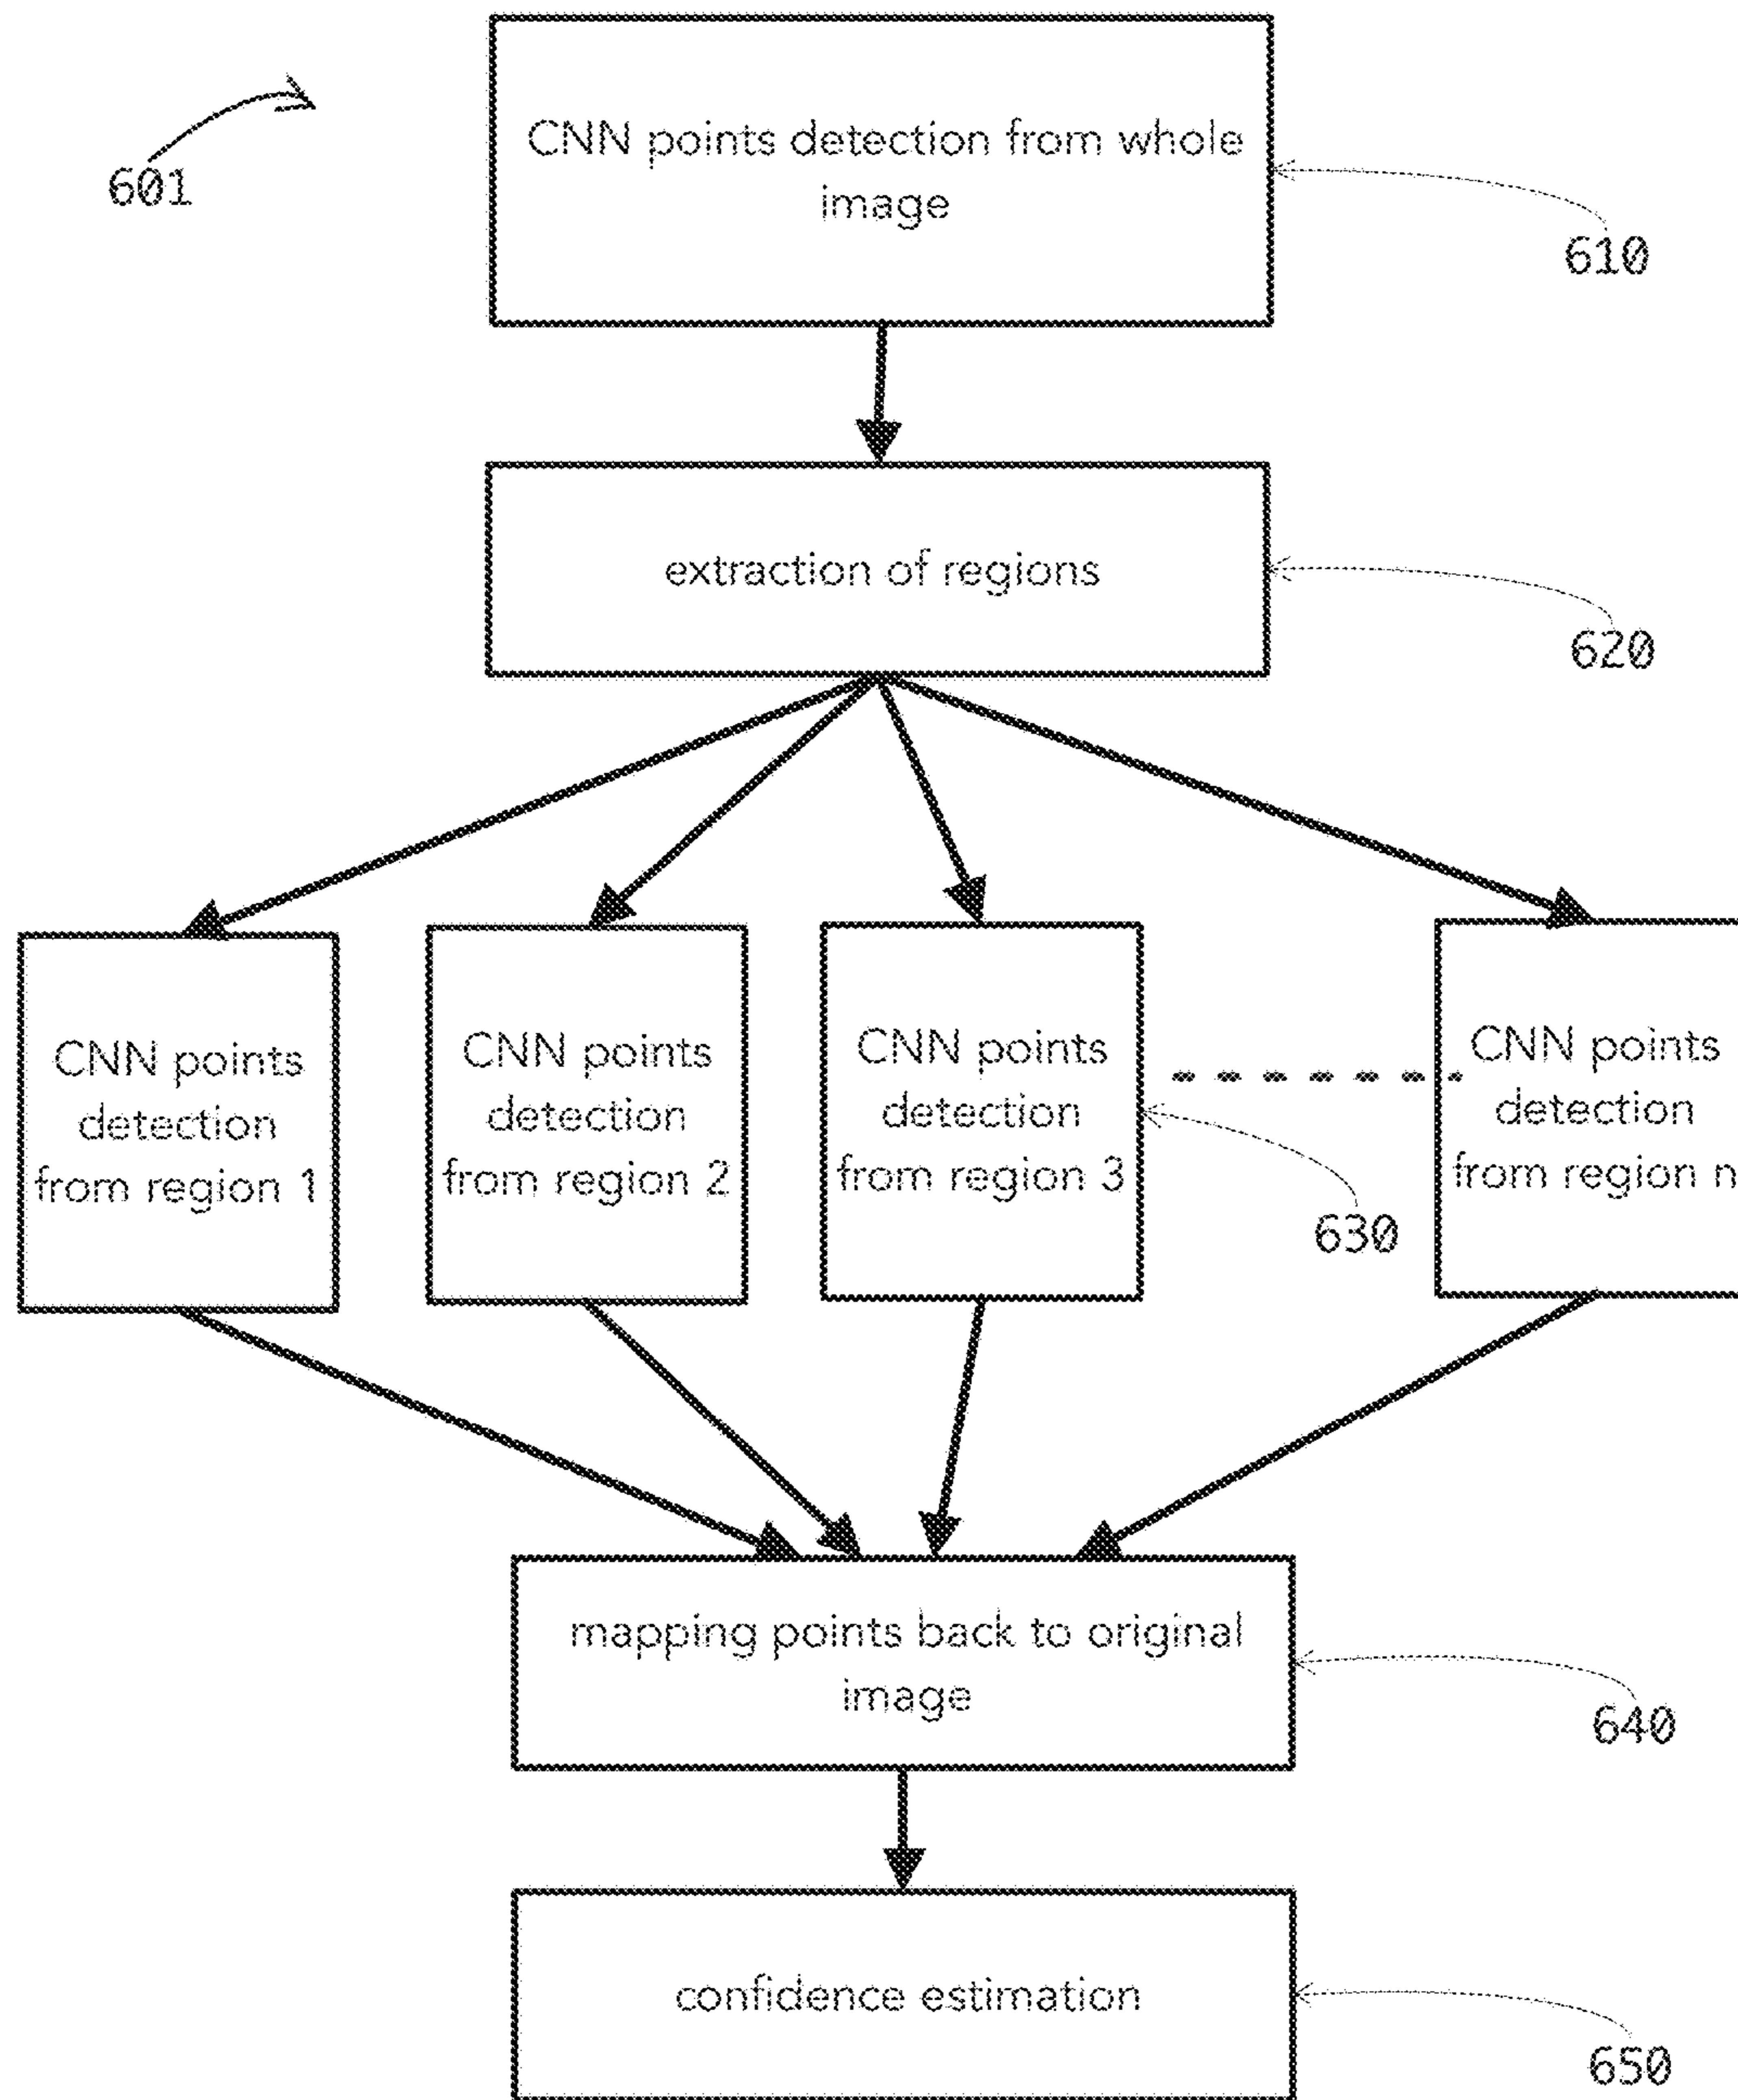 601
CNN points detection from whole
image
610
extraction of regions
620
CNN points
detection
from region 1
CNN points
detection
from region 2
CNN points
detection
from region 3
630
CNN points
detection
from region n
mapping points back to original
image
640
confidence estimation
650